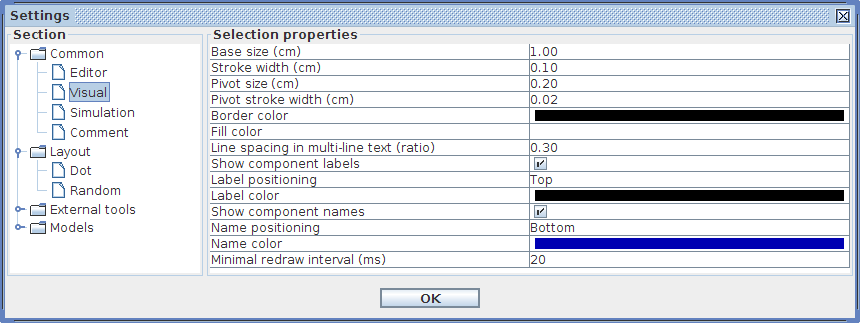 Settings
Section
Common
Editor
Visual
Simulation
Comment
Layout
Dot
Random
External tools
Models
Selection properties
Base size (cm) 1.00
Stroke width (cm) 0.10
Pivot size (cm) 0.20
Pivot stroke width (cm) 0.02
Border color
Fill color
Line spacing in multi-line text (ratio) 0.30
Show component labels
Label positioning Top
Label color
Show component names
Name positioning Bottom
Name color
Minimal redraw interval (ms) 20
OK